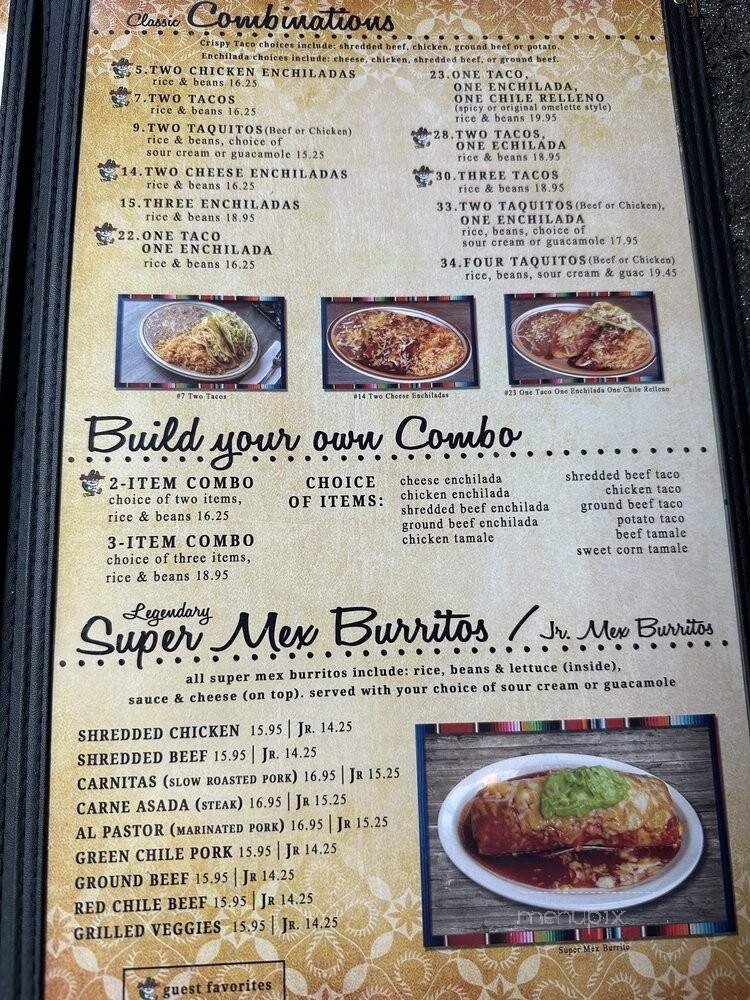 Classic Combinations
Crispy Taco choices include: shredded beef, chicken, ground beef or potato.
Enchilada choices include: cheese, chicken, shredded beef, or ground beef.
5.TWO CHICKEN ENCHILADAS
rice & beans 16.25
7.TWO TACOS
rice & beans 16.25
9.TWO TAQUITOS (Beef or Chicken)
rice & beans, choice of
sour cream or guacamole 15.25
14.TWO CHEESE ENCHILADAS
rice & beans 16.25
15.THREE ENCHILADAS
rice & beans 18.95
22.ONE TACO
ONE ENCHILADA
rice & beans 16.25
23.ONE TACO,
ONE ENCHILADA,
ONE CHILE RELLENO
(spicy or original omelette style)
rice & beans 19.95
28.TWO TACOS,
ONE ECHILADA
rice & beans 18.95
30.THREE TACOS
rice & beans 18.95
33.TWO TAQUITOS (Beef or Chicken),
ONE ENCHILADA
rice, beans, choice of
sour cream or guacamole 17.95
34.FOUR TAQUITOS (Beef or Chicken)
rice, beans, sour cream & guac 19.45
#7 Two Tacos
#14 Two Cheese Enchiladas
#23 One Taco One Enchilada One Chile Relleno
Build your own Combo
2-ITEM COMBO
choice of two items,
rice & beans 16.25
3-ITEM COMBO
choice of three items,
rice & beans 18.95
CHOICE
OF ITEMS:
cheese enchilada
chicken enchilada
shredded beef enchilada
ground beef enchilada
chicken tamale
shredded beef taco
chicken taco
ground beef taco
potato taco
beef tamale
sweet corn tamale
Legendary
Super Mex Burritos / Jr. Mex Burritos
all super mex burritos include: rice, beans & lettuce (inside),
sauce & cheese (on top). served with your choice of sour cream or guacamole
SHREDDED CHICKEN 15.95 | JR. 14.25
SHREDDED BEEF 15.95 | JR. 14.25
CARNITAS (SLOW ROASTED PORK) 16.95 | JR 15.25
CARNE ASADA (STEAK) 16.95 | JR 15.25
AL PASTOR (MARINATED PORK) 16.95 | JR 15.25
GREEN CHILE PORK 15.95 | JR 14.25
GROUND BEEF 15.95 | JR 14.25
RED CHILE BEEF 15.95 | JR 14.25
GRILLED VEGGIES 15.95 | JR. 14.25
menupix
Super Mex Burrito
guest favorites